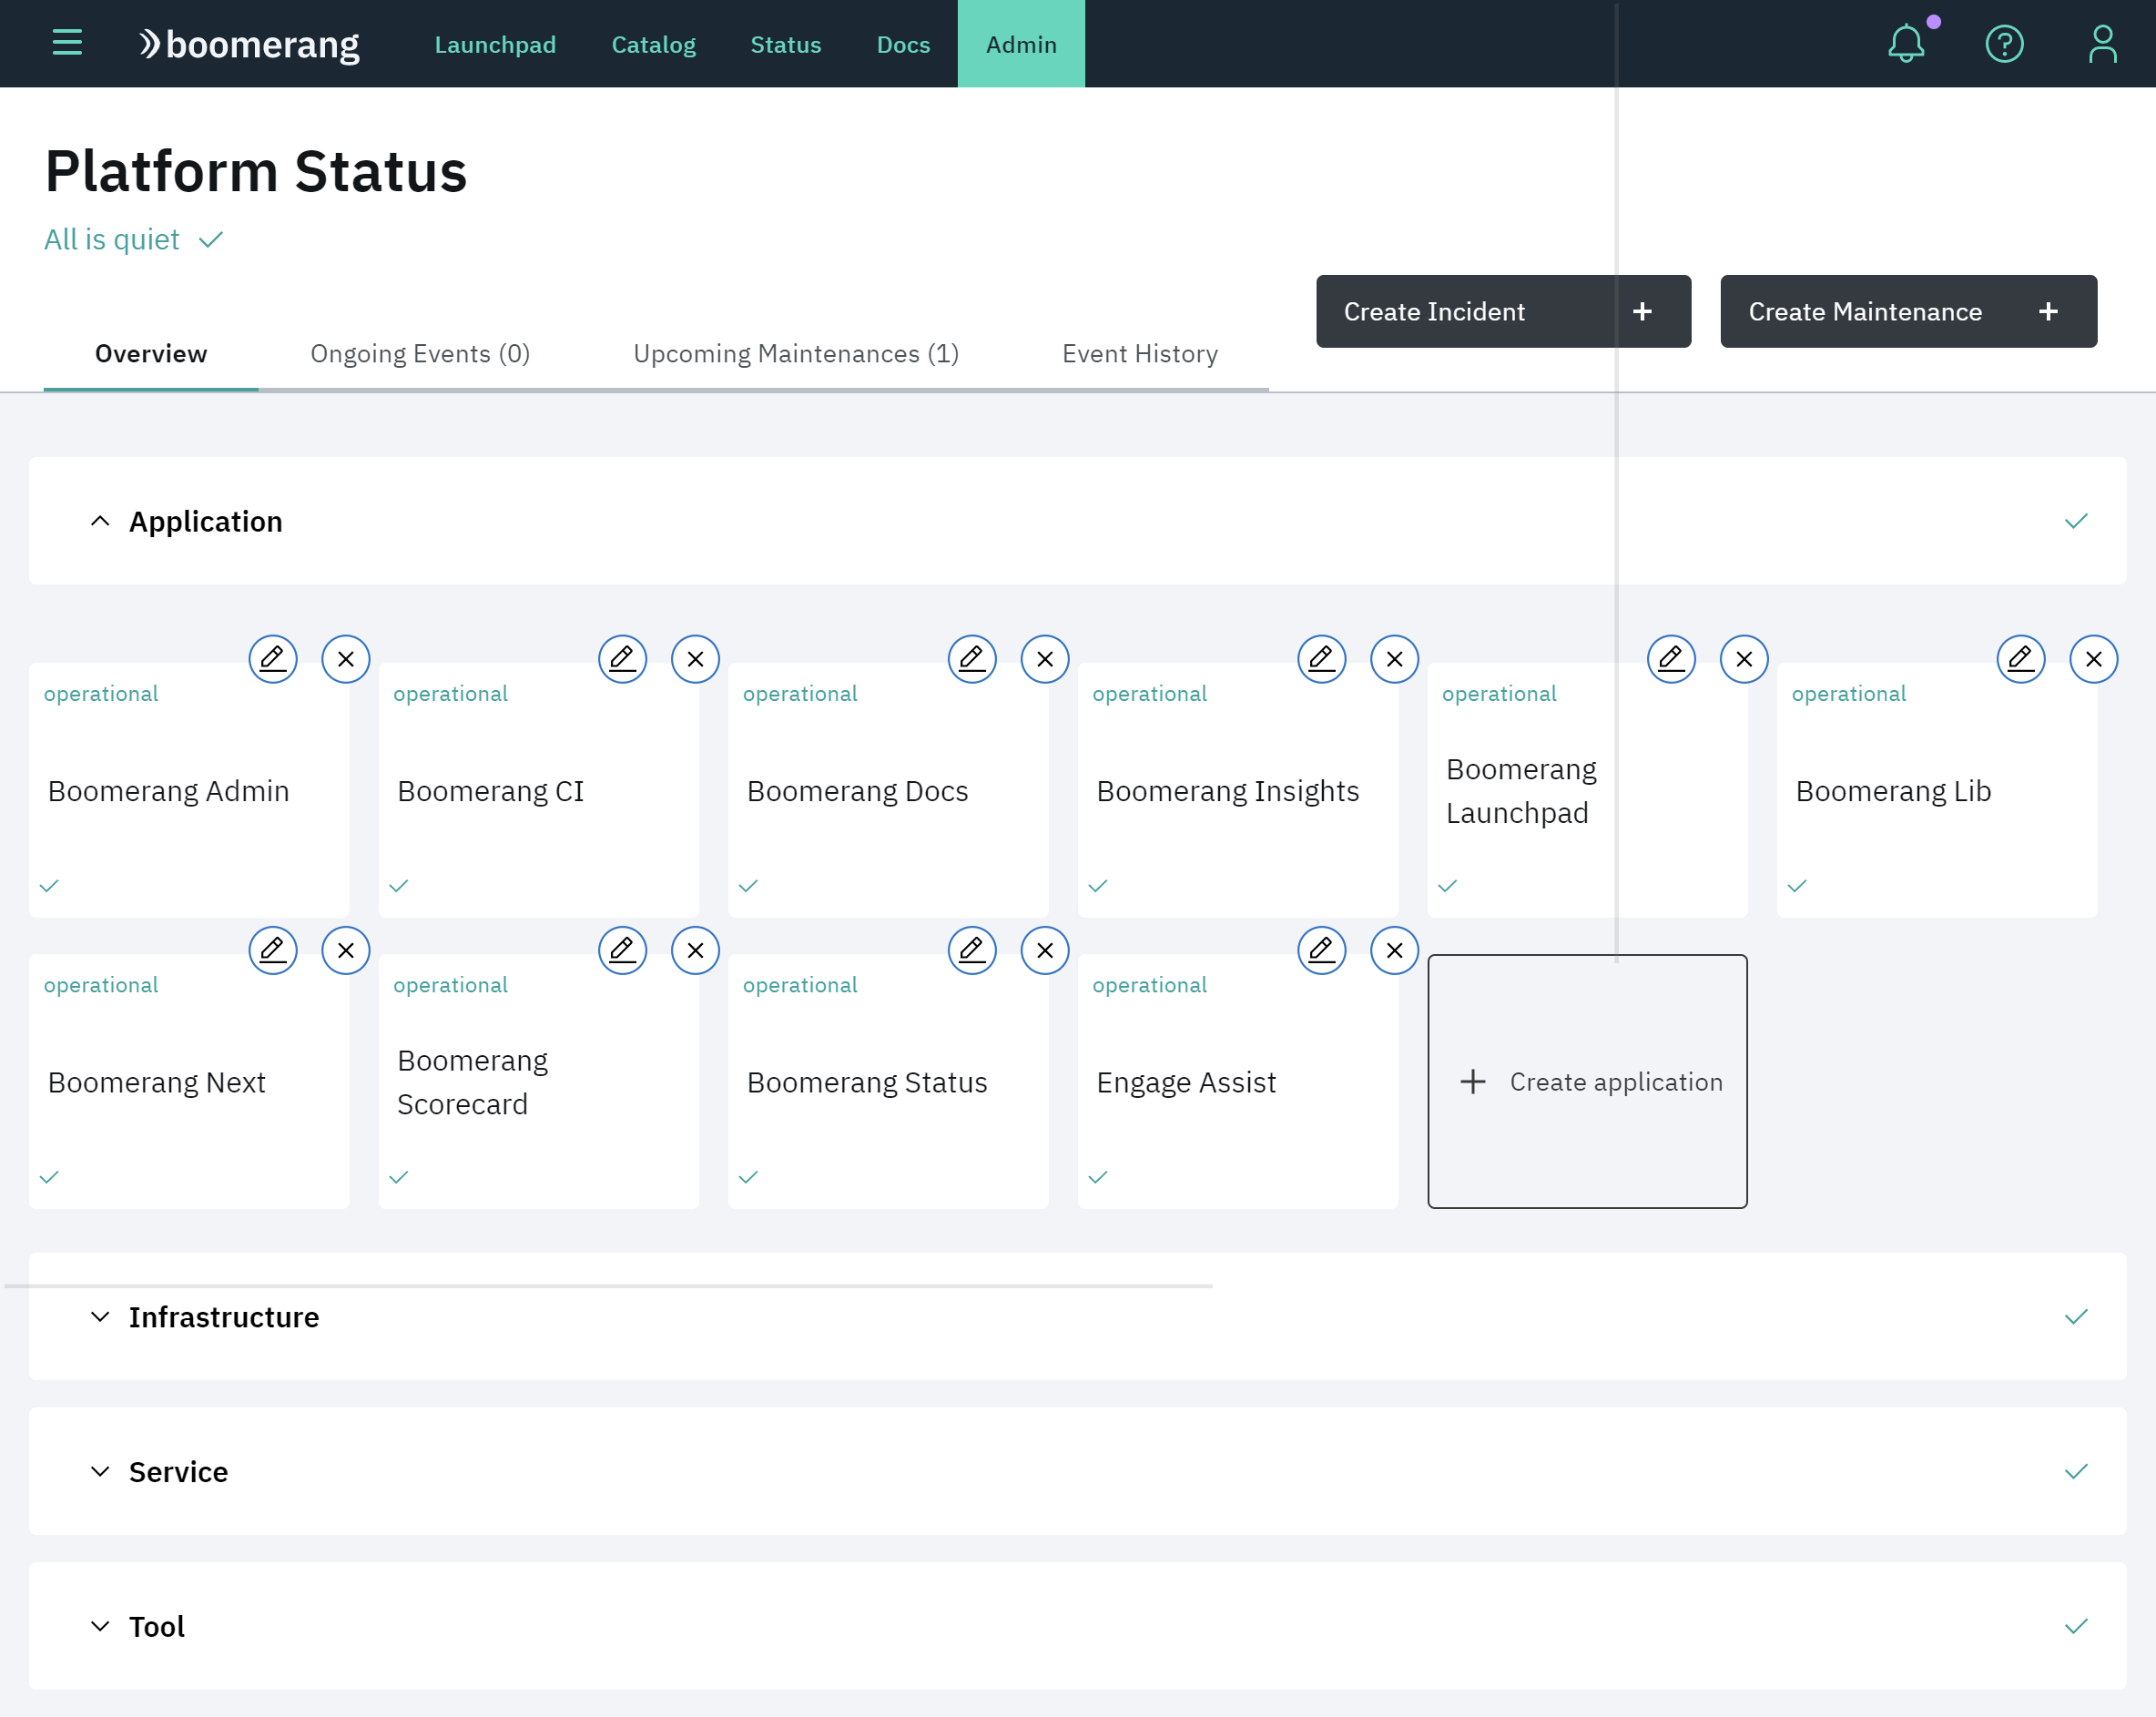 boomerang Launchpad Catalog Status Docs Admin
Platform Status
All is quiet
Create Incident Create Maintenance
Overview Ongoing Events (0) Upcoming Maintenances (1) Event History
Application
operational operational operational operational operational operational
Boomerang Admin Boomerang CI Boomerang Docs Boomerang Insights Boomerang Launchpad Boomerang Lib
operational operational operational operational
Boomerang Next Boomerang Scorecard Boomerang Status Engage Assist Create application
Infrastructure
Service
Tool